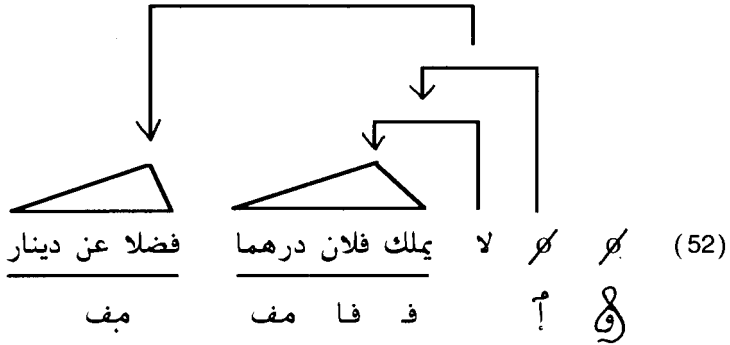 (52) ∅ ∅ لا يملك فلان درهما فضلا عن دينار
فـ فا مف مف